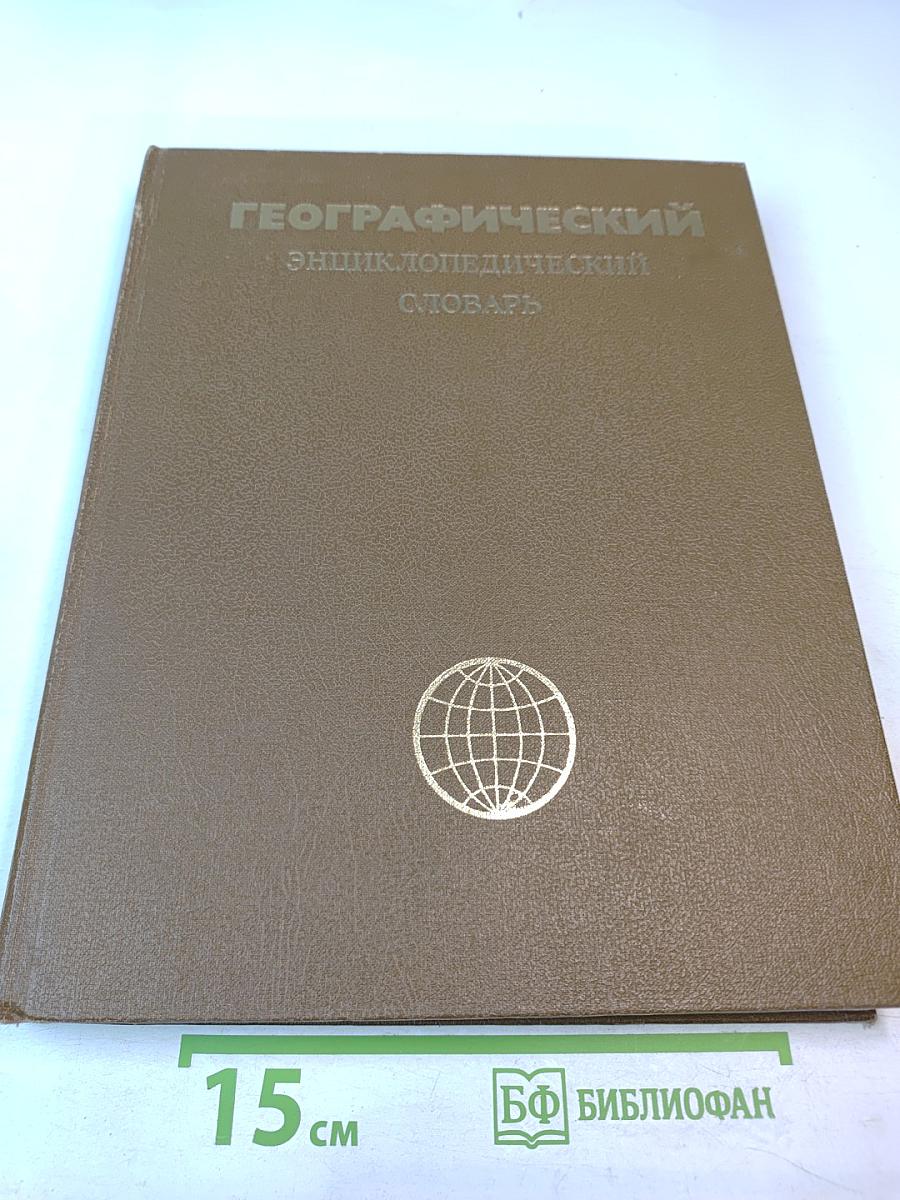 ГЕОГРАФИЧЕСКИЙ
ЭНЦИКЛОПЕДИЧЕСКИЙ
СЛОВАРЬ
15 см
БФ БИБЛИОФАН